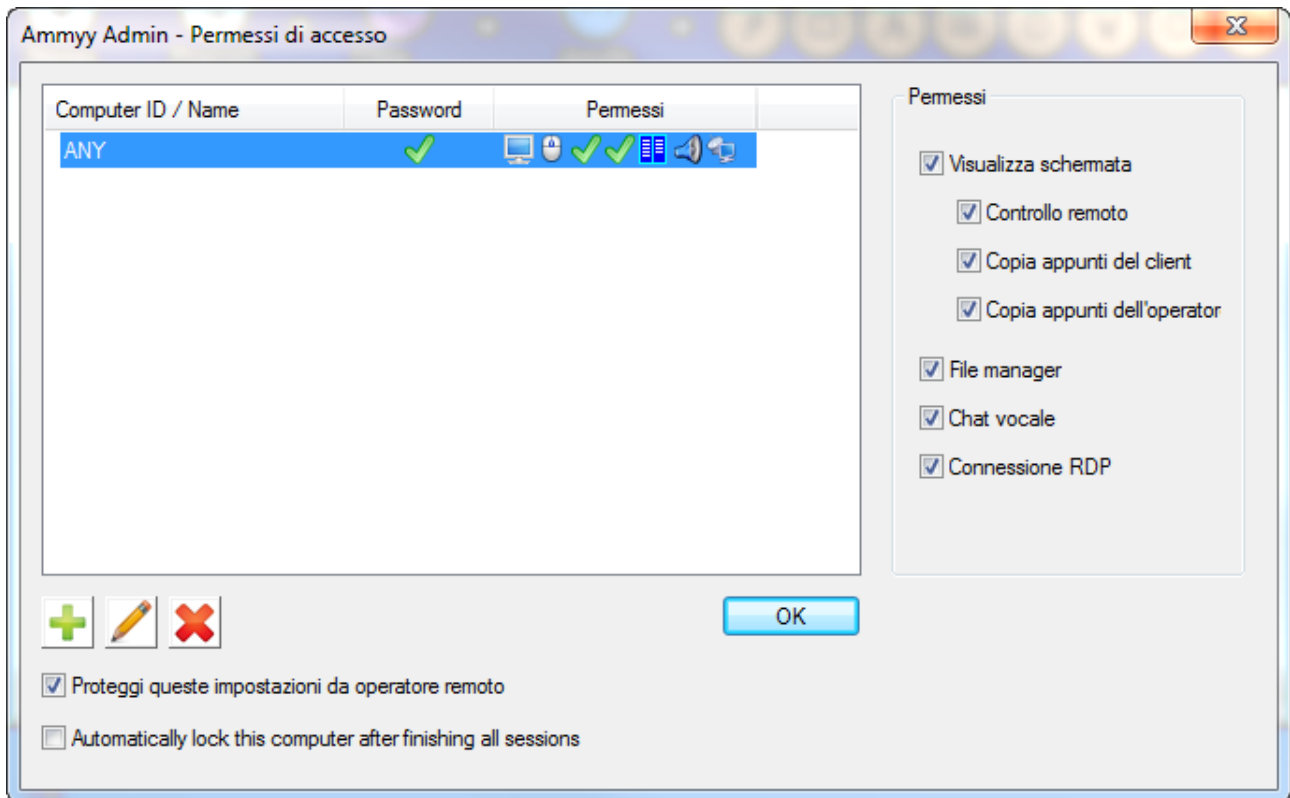 Ammyy Admin - Permessi di accesso
Computer ID / Name Password Permessi
ANY
Permessi
Visualizza schermata
Controllo remoto
Copia appunti del client
Copia appunti dell'operator
File manager
Chat vocale
Connessione RDP
OK
Proteggi queste impostazioni da operatore remoto
Automatically lock this computer after finishing all sessions